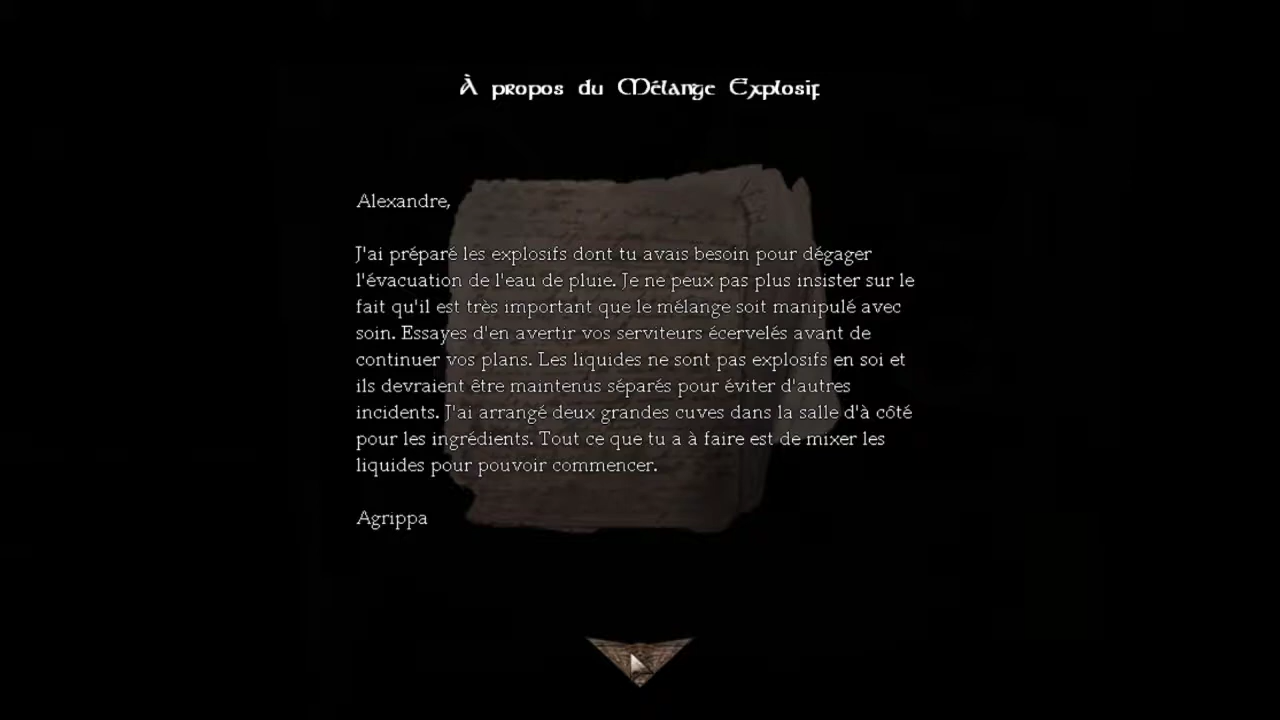 À propos du Mélange Explosif
Alexandre,
J'ai préparé les explosifs dont tu avais besoin pour dégager
l'évacuation de l'eau de pluie. Je ne peux pas plus insister sur le
fait qu'il est très important que le mélange soit manipulé avec
soin. Essayes d'en avertir vos serviteurs écervelés avant de
continuer vos plans. Les liquides ne sont pas explosifs en soi et
ils devraient être maintenus séparés pour éviter d'autres
incidents. J'ai arrangé deux grandes cuves dans la salle d'à côté
pour les ingrédients. Tout ce que tu a à faire est de mixer les
liquides pour pouvoir commencer.
Agrippa